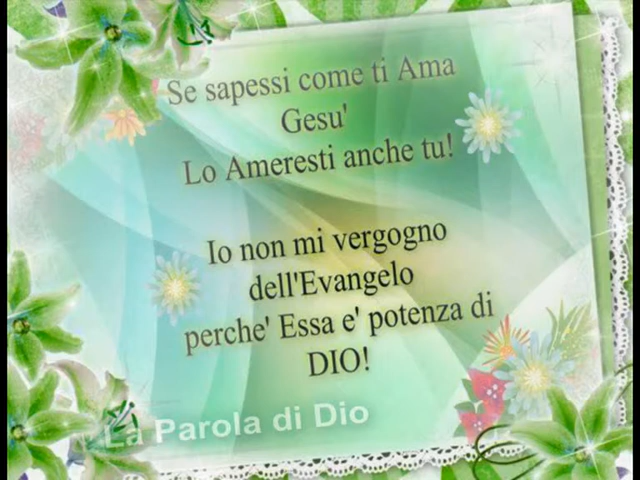 Se sapessi come ti Ama
Gesu'
Lo Ameresti anche tu!
Io non mi vergogno
dell'Evangelo
perche' Essa e' potenza di
DIO!
La Parola di Dio